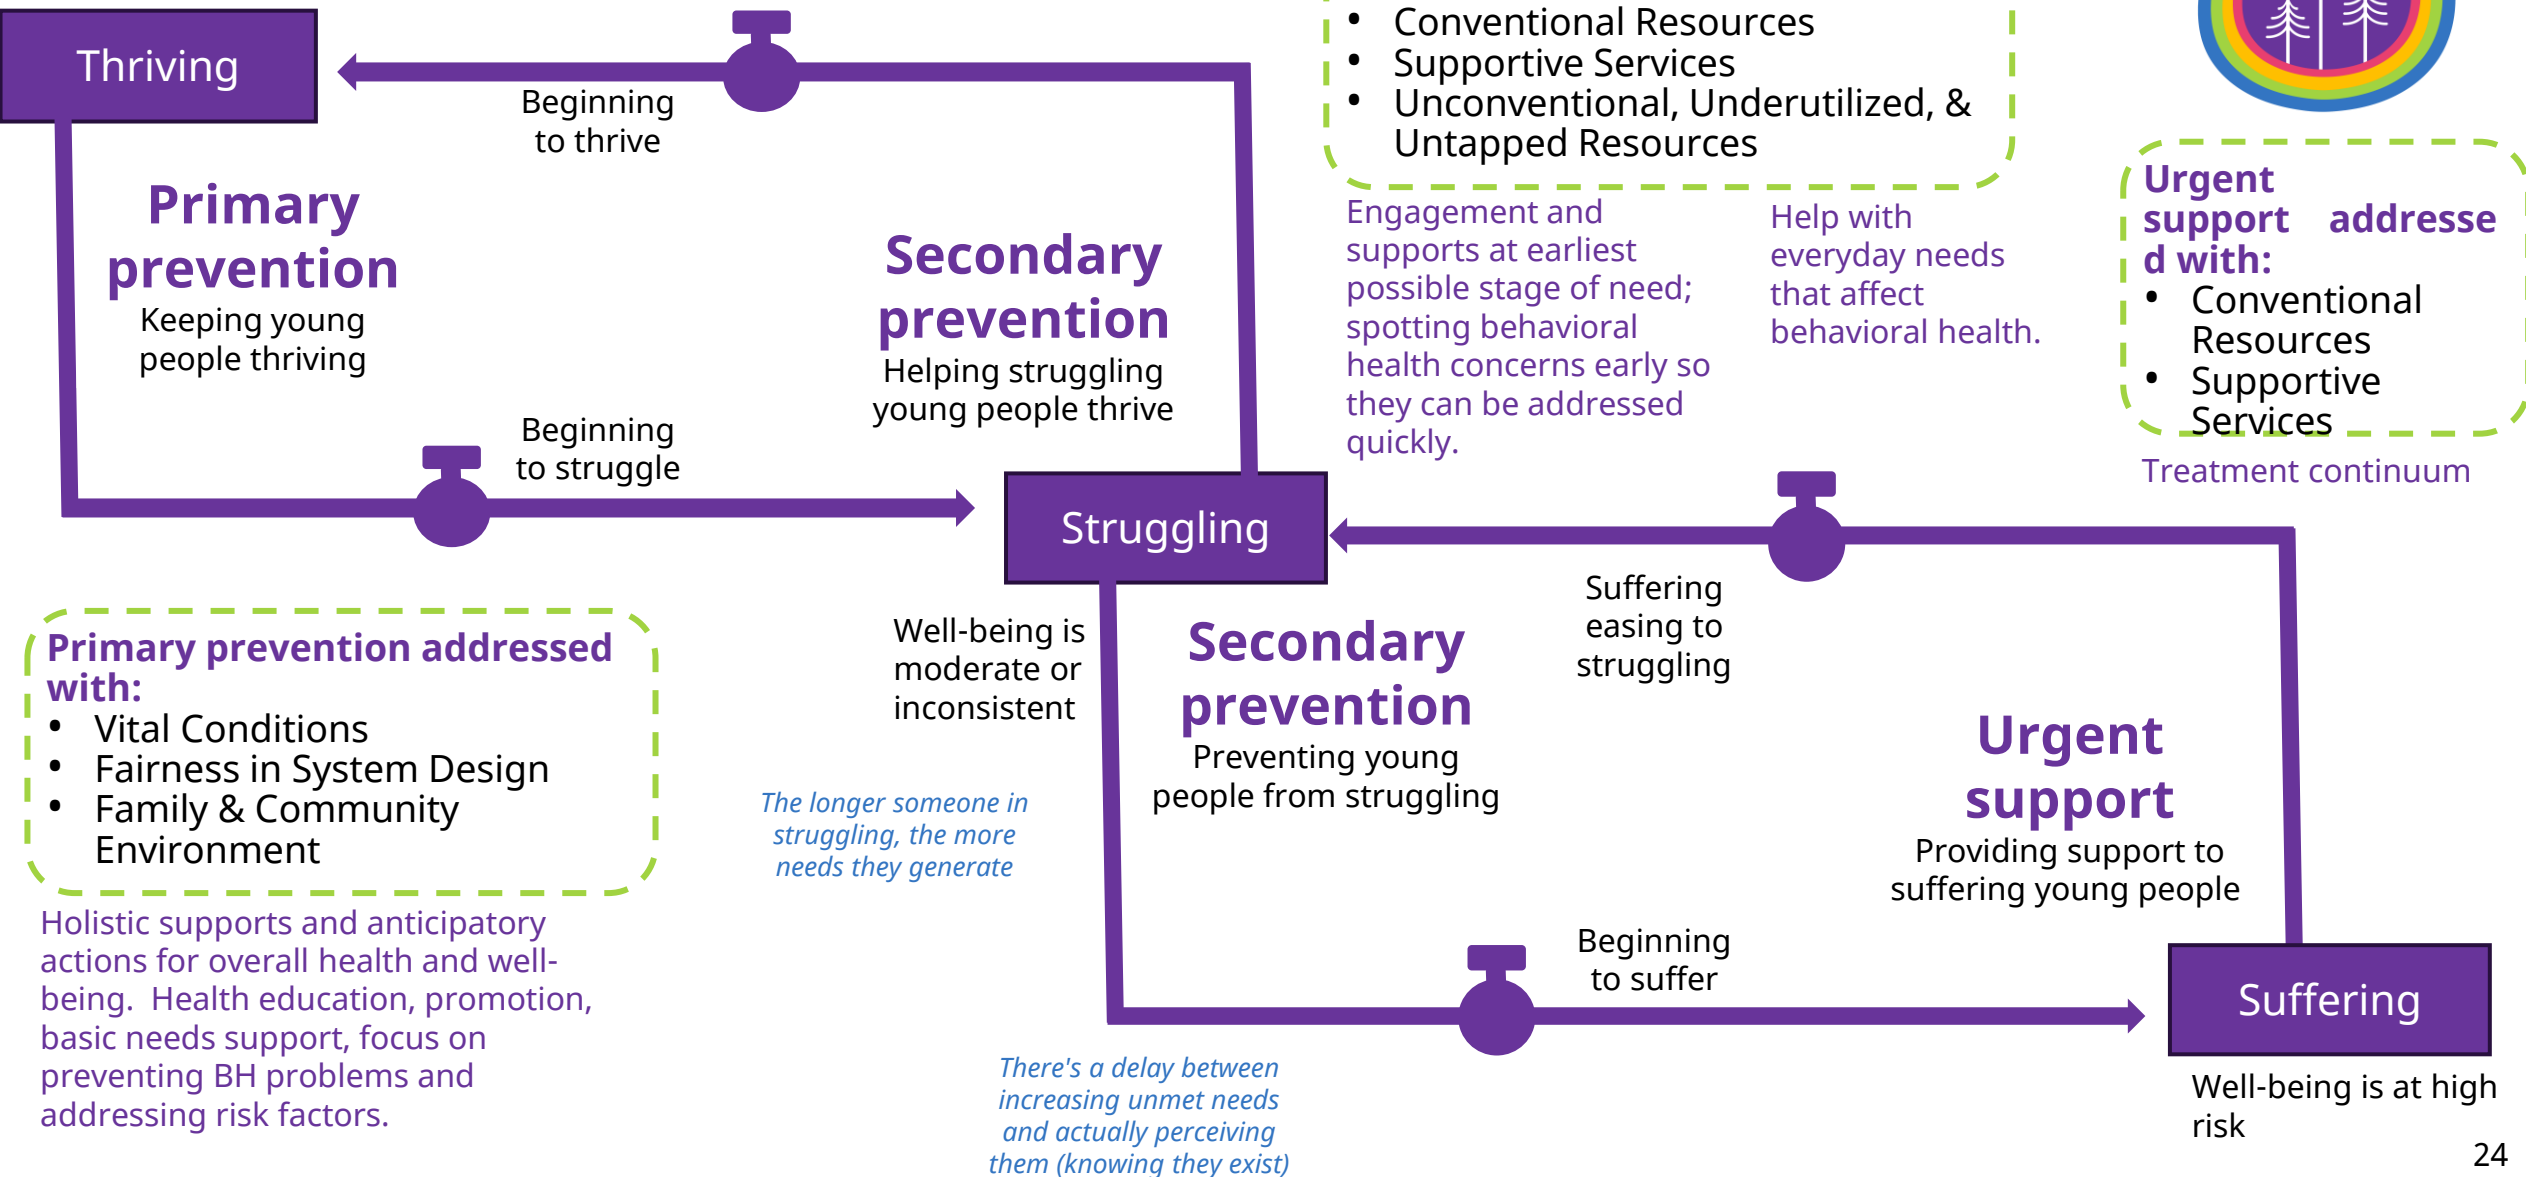 Thriving
Beginning
to thrive
Conventional Resources
Supportive Services
Unconventional, Underutilized, &
Untapped Resources
Primary
prevention
Keeping young
people thriving
Secondary
prevention
Helping struggling
young people thrive
Engagement and
supports at earliest
possible stage of need;
spotting behavioral
health concerns early so
they can be addressed
quickly.
Help with
everyday needs
that affect
behavioral health.
Urgent
support addresse
d with:
Conventional
Resources
Supportive
Services
Treatment continuum
Beginning
to struggle
Struggling
Suffering
easing to
struggling
Well-being is
moderate or
inconsistent
Secondary
prevention
Preventing young
people from struggling
Primary prevention addressed
with:
Vital Conditions
Fairness in System Design
Family & Community
Environment
Urgent
support
Providing support to
suffering young people
The longer someone in
struggling, the more
needs they generate
Holistic supports and anticipatory
actions for overall health and well-
being.  Health education, promotion,
basic needs support, focus on
preventing BH problems and
addressing risk factors.
Beginning
to suffer
Suffering
There's a delay between
increasing unmet needs
and actually perceiving
them (knowing they exist)
Well-being is at high
risk
24